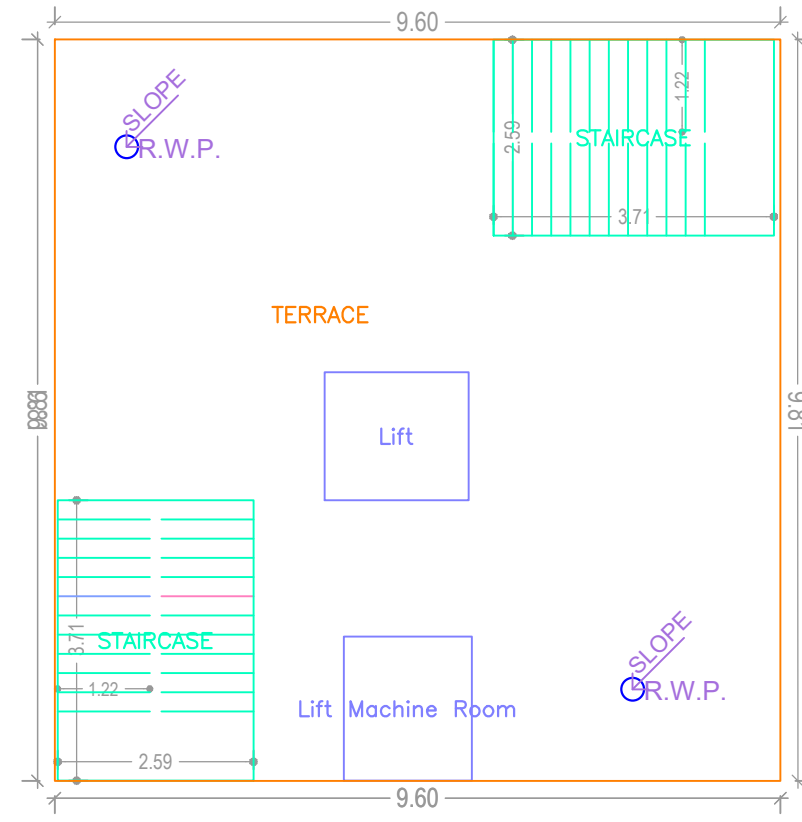 9.60
SLOPE
R.W.P.
1.22
2.59
STAIRCASE
3.71
TERRACE
9.81
Lift
STAIRCASE
3.71
1.22
SLOPE
R.W.P.
Lift Machine Room
2.59
9.60